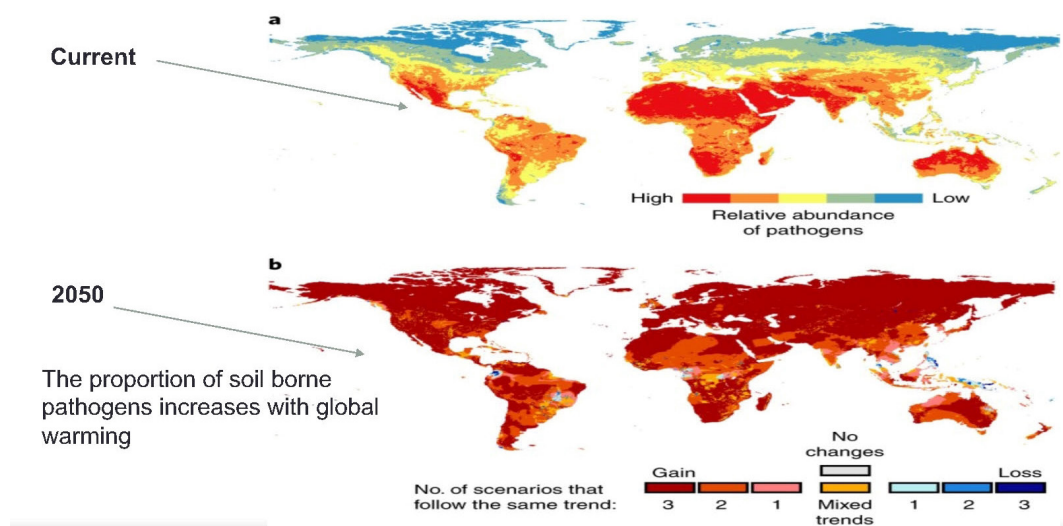 a
Current
High
Low
Relative abundance
of pathogens
b
2050
The proportion of soil borne
pathogens increases with global
warming
No
changes
Gain
Loss
No. of scenarios that
follow the same trend:
3 2 1
Mixed
trends
1 2 3